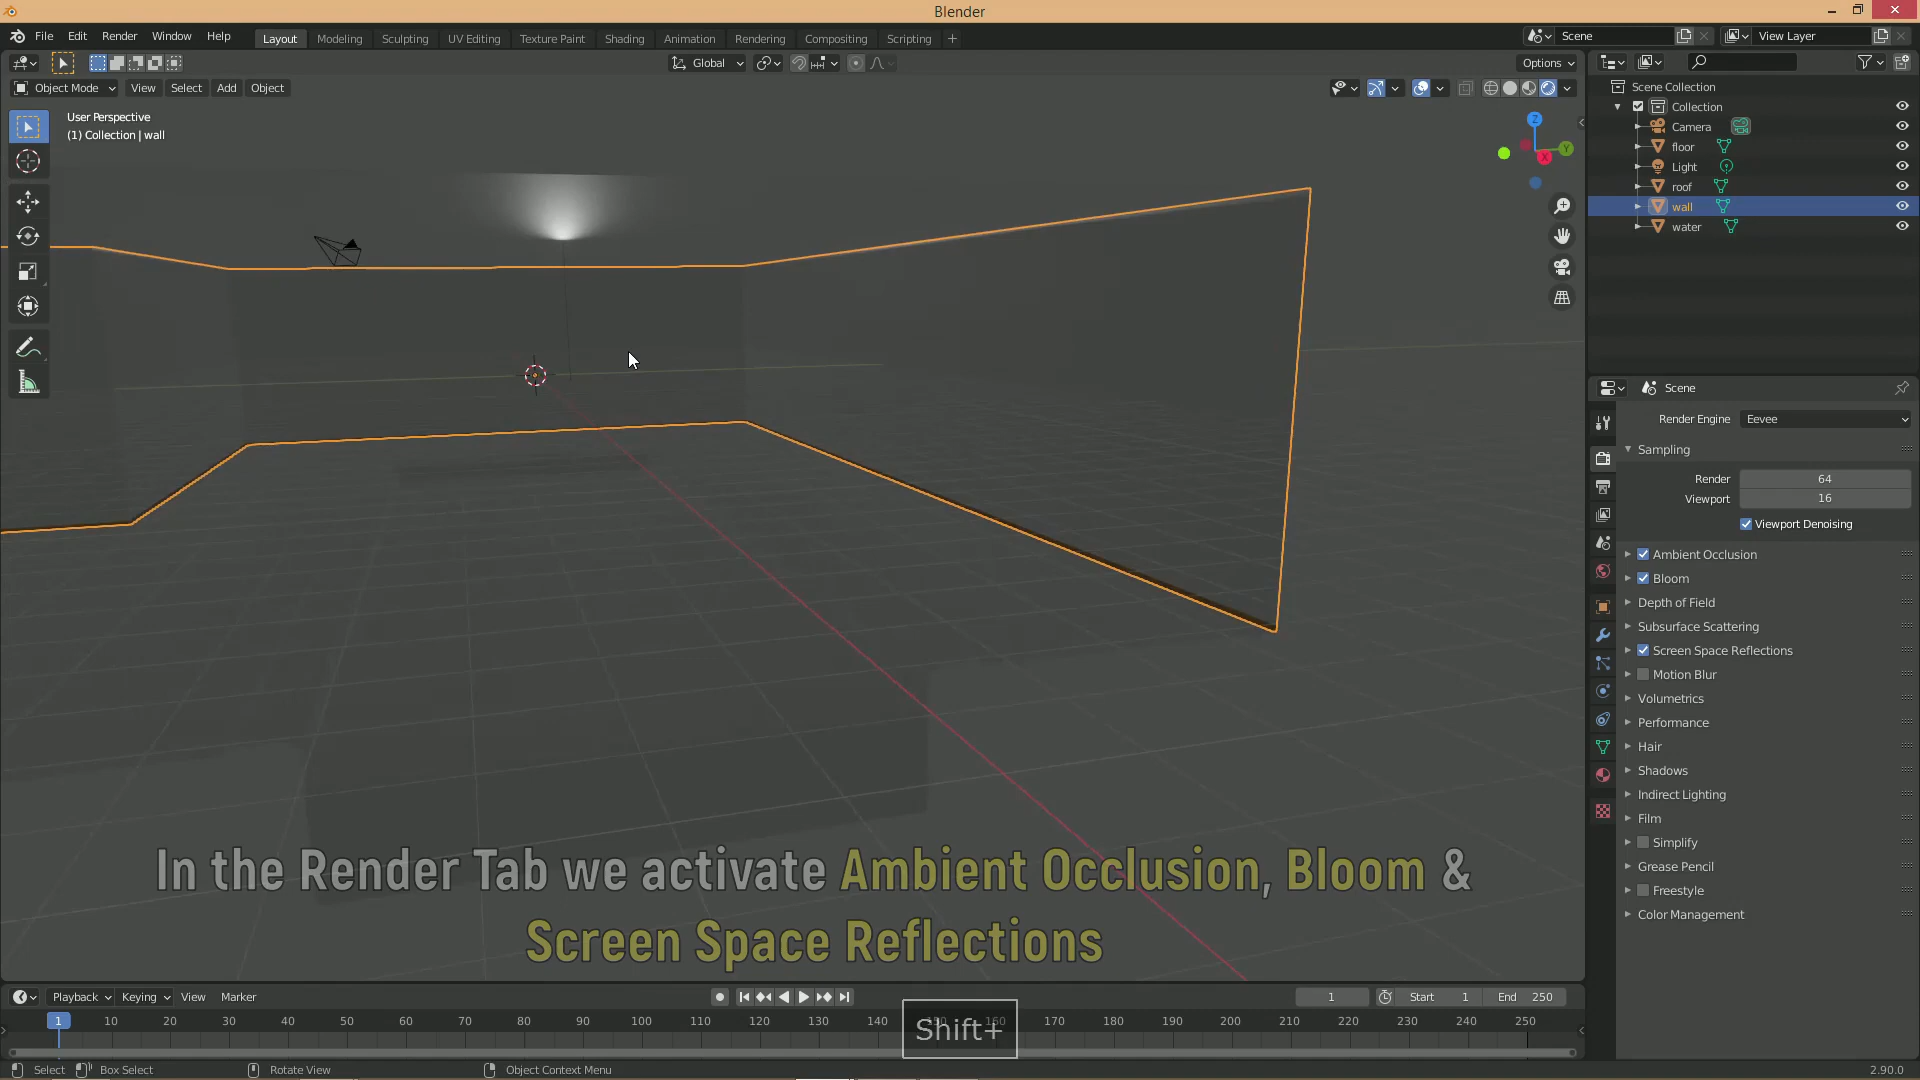 Blender
File Edit Render Window Help
Layout Modeling Sculpting UV Editing Texture Paint Shading Animation Rendering Compositing Scripting +
Scene
View Layer
Global
Options
Object Mode View Select Add Object
User Perspective
(1) Collection | wall
Z
Y
X
Scene Collection
Collection
Camera
floor
Light
roof
wall
water
Scene
Render Engine Eevee
Sampling
Render 64
Viewport 16
Viewport Denoising
Ambient Occlusion
Bloom
Depth of Field
Subsurface Scattering
Screen Space Reflections
Motion Blur
Volumetrics
Performance
Hair
Shadows
Indirect Lighting
Film
Simplify
Grease Pencil
Freestyle
Color Management
In the Render Tab we activate Ambient Occlusion, Bloom &
Screen Space Reflections
Playback Keying View Marker
1 Start 1 End 250
1 10 20 30 40 50 60 70 80 90 100 110 120 130 140 150 160 170 180 190 200 210 220 230 240 250
Shift+
Select Box Select Rotate View Object Context Menu 2.90.0